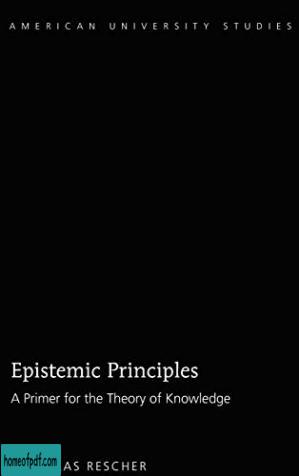 AMERICAN UNIVERSITY STUDIES
Epistemic Principles
A Primer for the Theory of Knowledge
homeofpdf.com
AS RESCHER